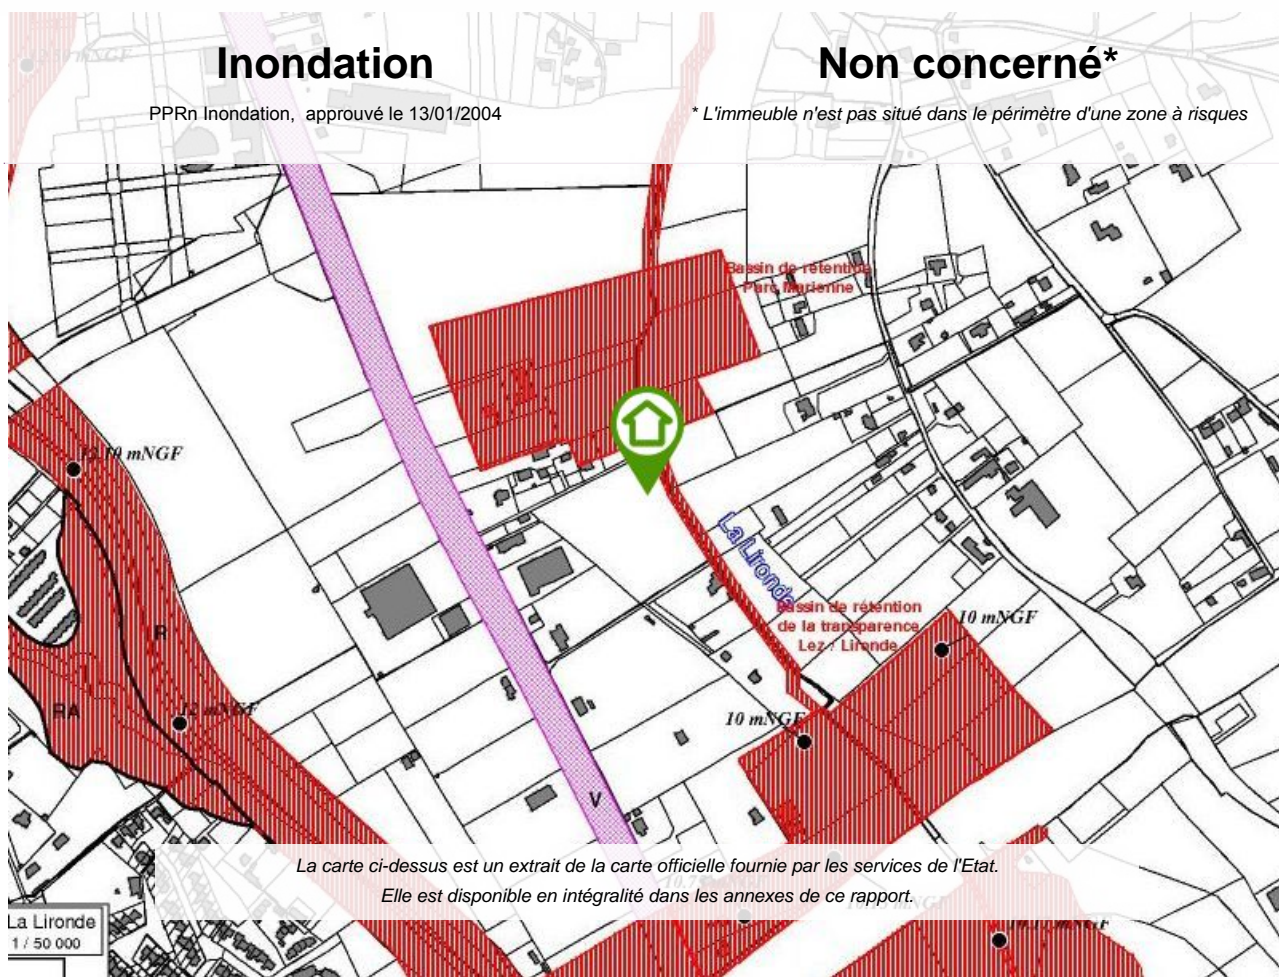 Inondation
Non concerné*
PPRn Inondation, approuvé le 13/01/2004
* L'immeuble n'est pas situé dans le périmètre d'une zone à risques
Bassin de rétention
Parc Marienne
mNGF
La Lironde
Bassin de rétention
de la transparence
Lez / Lironde
10 mNGF
R
RA
12 mNGF
10 mNGF
V
La carte ci-dessus est un extrait de la carte officielle fournie par les services de l'Etat.
Elle est disponible en intégralité dans les annexes de ce rapport.
La Lironde
1 / 50 000